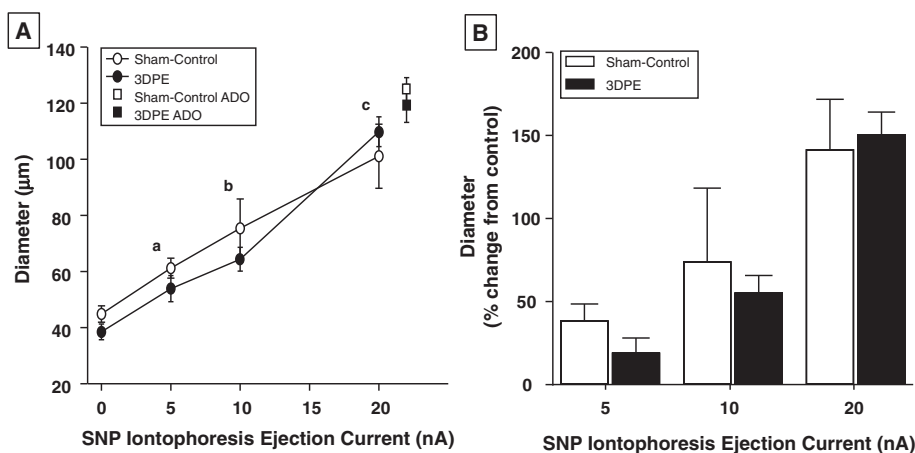 A
Diameter (μm)
140
120
100
80
60
40
20
Sham-Control
3DPE
Sham-Control ADO
3DPE ADO
a
b
c
0
5
10
15
20
SNP Iontophoresis Ejection Current (nA)
B
Diameter
(% change from control)
200
150
100
50
0
Sham-Control
3DPE
5
10
20
SNP Iontophoresis Ejection Current (nA)